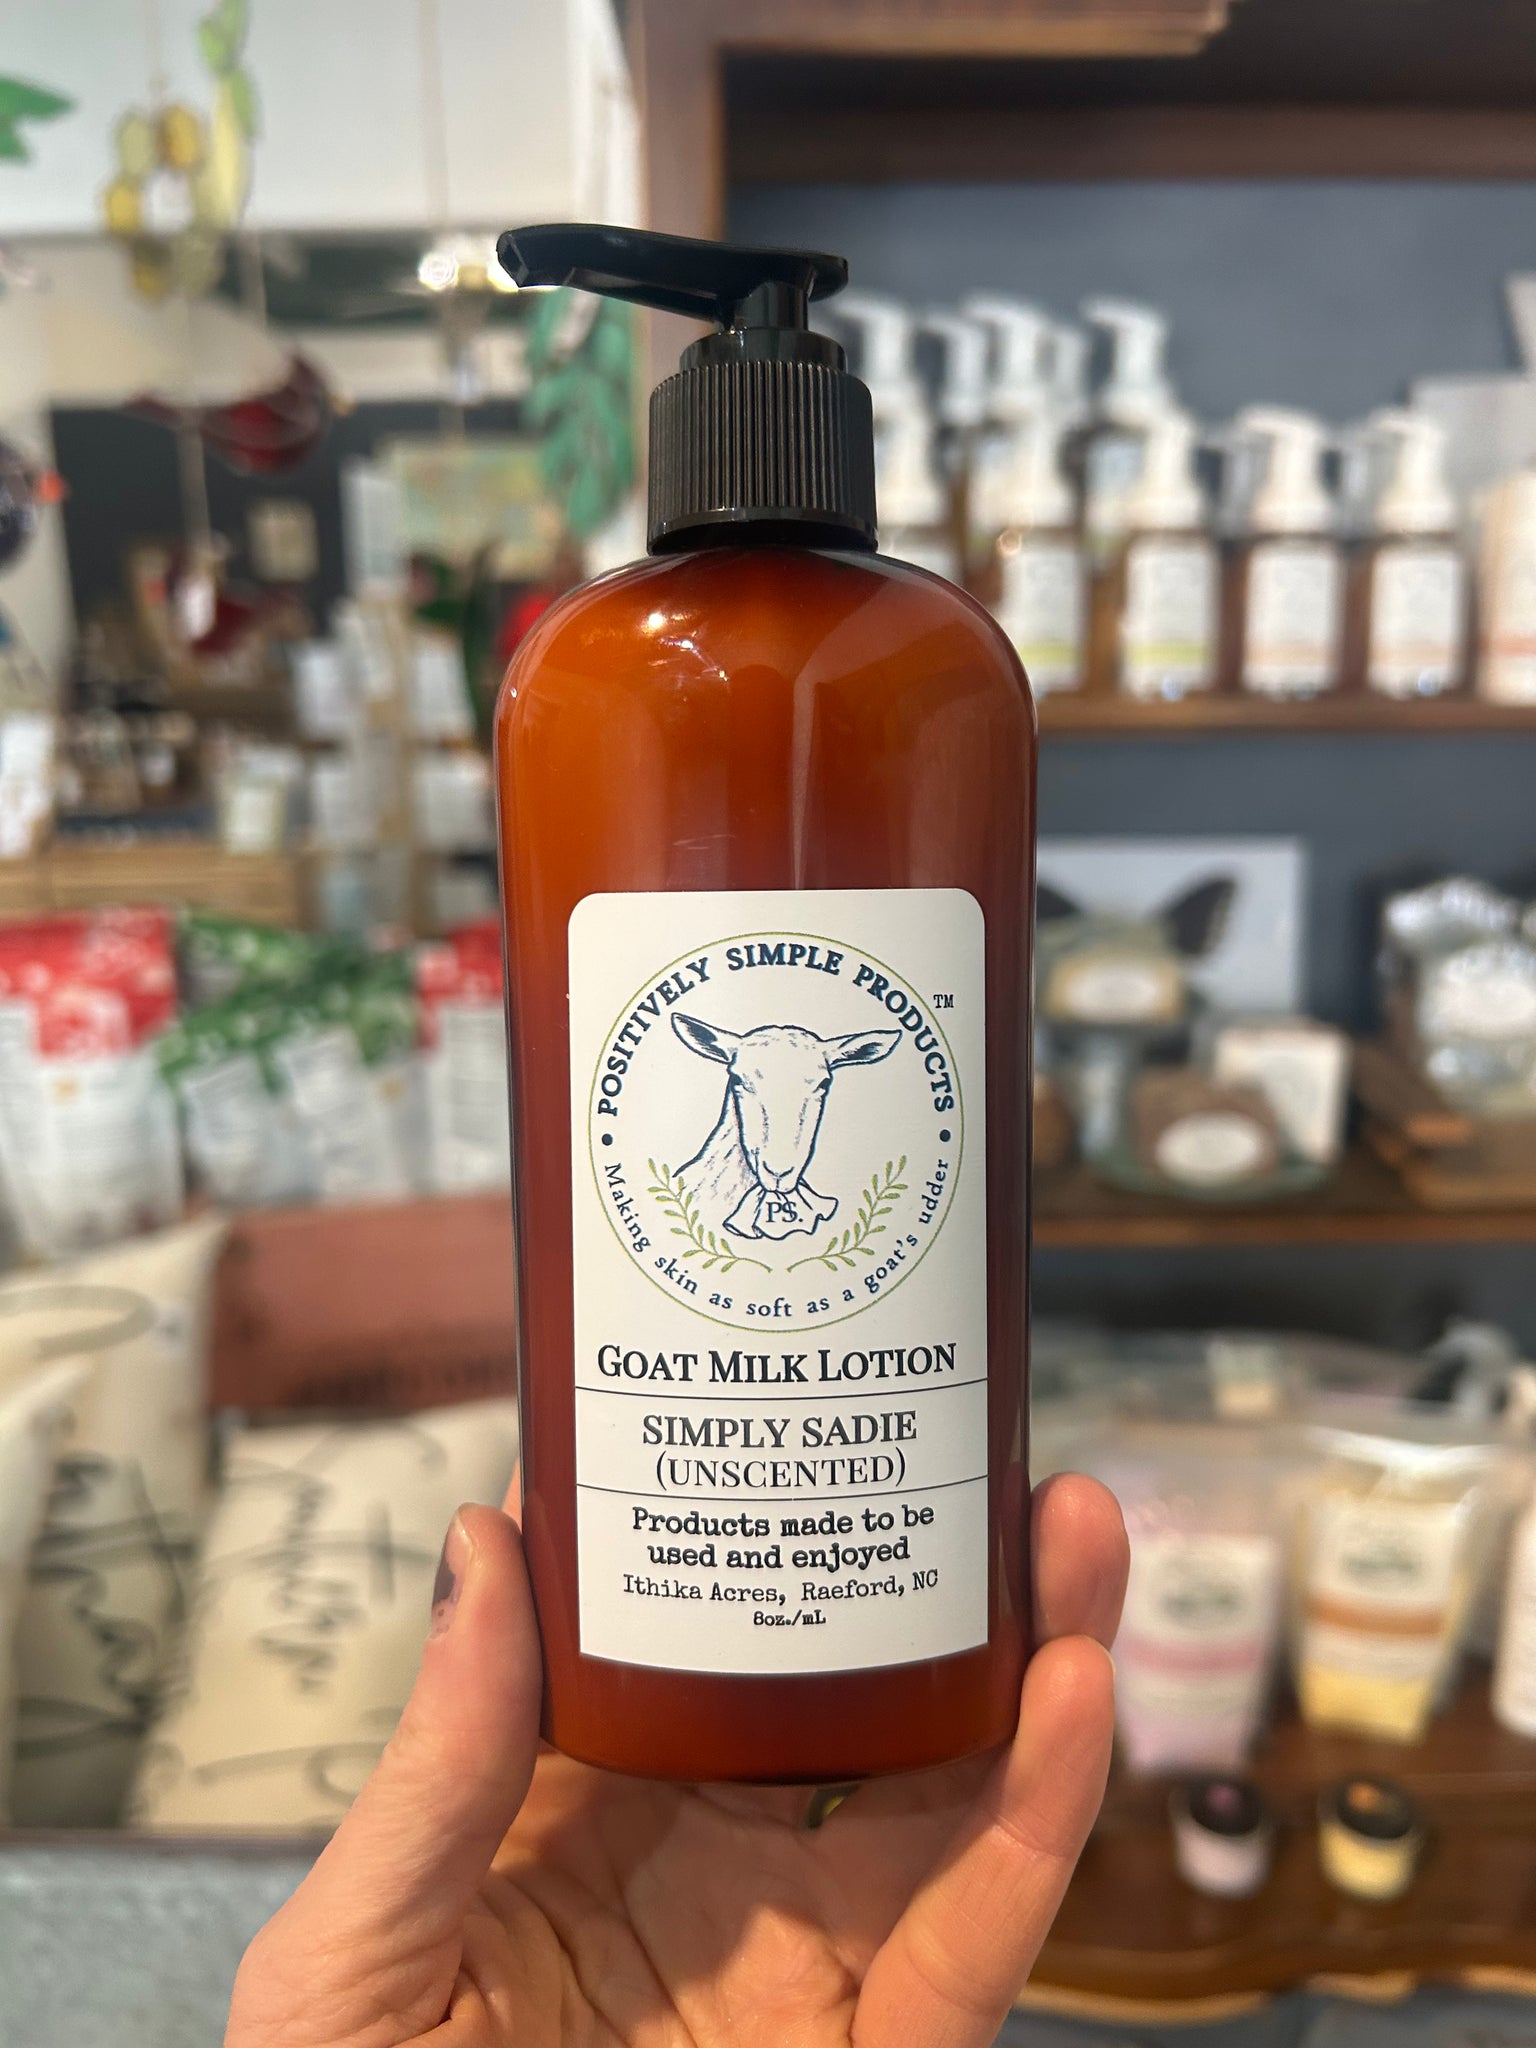 POSITIVELY SIMPLE PRODUCTS
TM
P.S.
Making skin as soft as a goat's udder
GOAT MILK LOTION
SIMPLY SADIE
(UNSCENTED)
Products made to be
used and enjoyed
Ithika Acres, Raeford, NC
8oz./mL